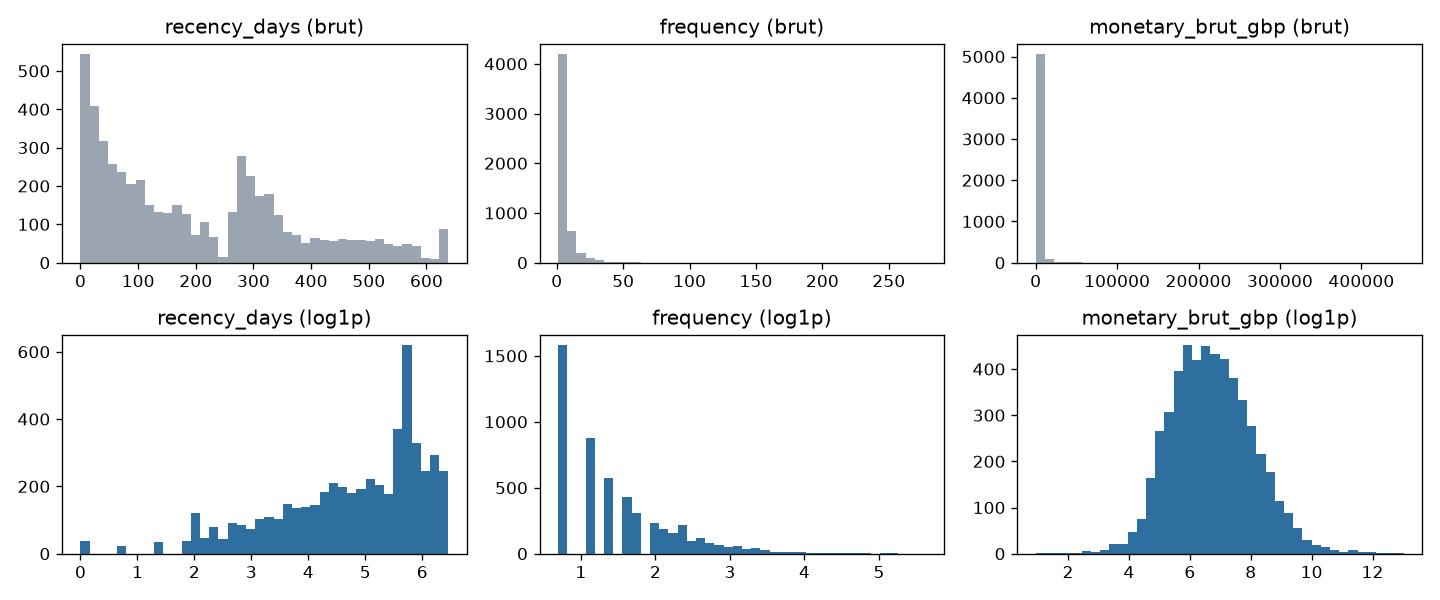 recency_days (brut)
500
400
300
200
100
0
0 100 200 300 400 500 600
frequency (brut)
4000
3000
2000
1000
0
0 50 100 150 200 250
monetary_brut_gbp (brut)
5000
4000
3000
2000
1000
0
0 100000 200000 300000 400000
recency_days (log1p)
600
400
200
0
0 1 2 3 4 5 6
frequency (log1p)
1500
1000
500
0
1 2 3 4 5
monetary_brut_gbp (log1p)
400
300
200
100
0
2 4 6 8 10 12